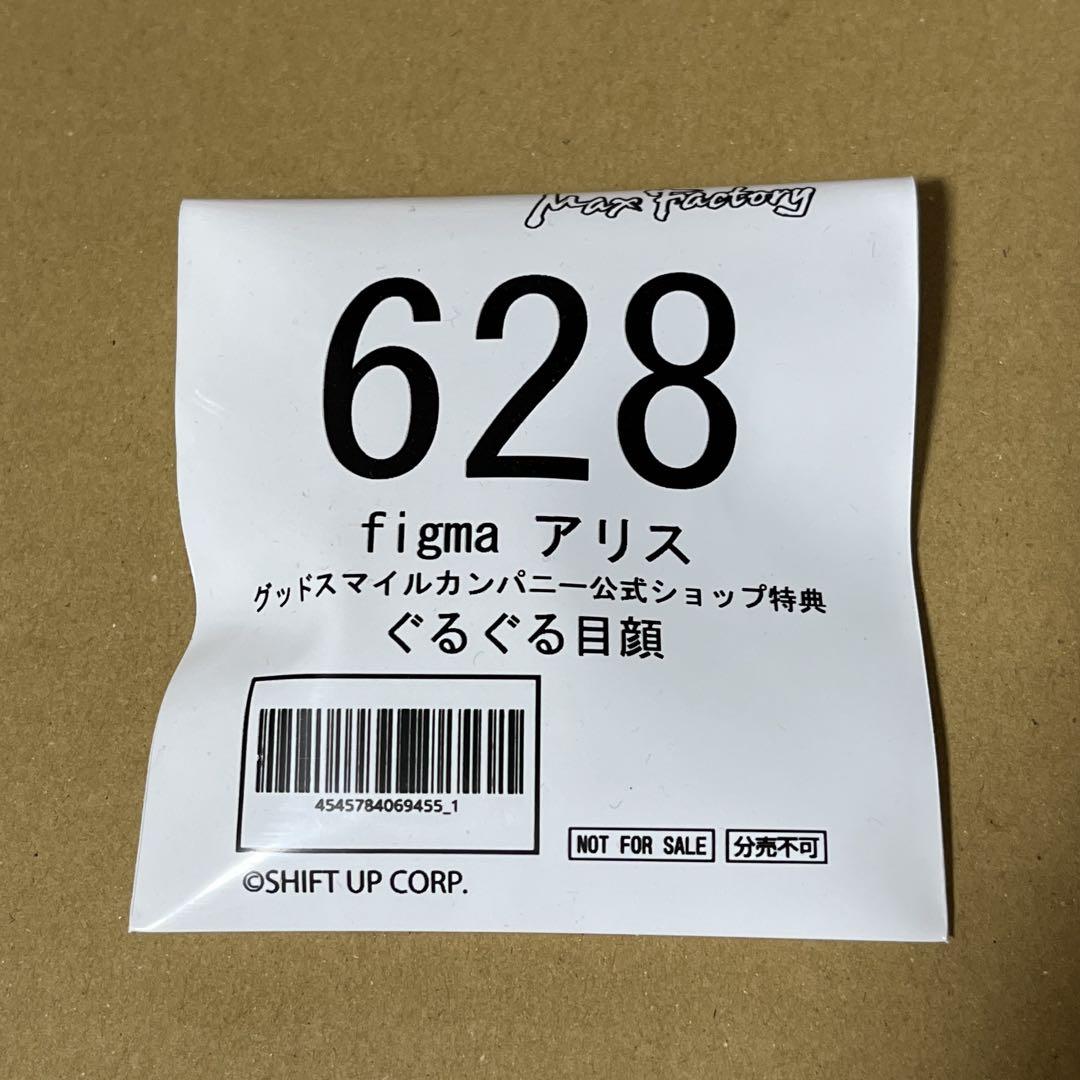 Max Factory
628
figma アリス
グッドスマイルカンパニー公式ショップ特典
ぐるぐる目顔
4545784069455_1
NOT FOR SALE 分売不可
©SHIFT UP CORP.